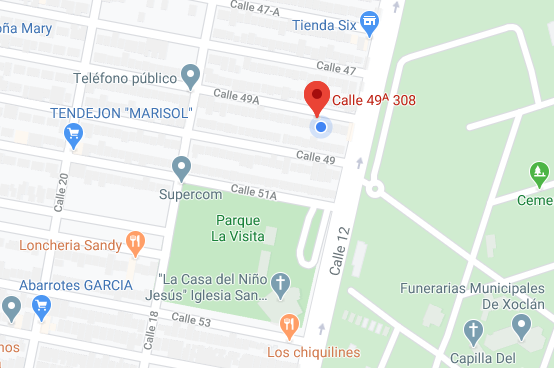 Calle 47-A
ña Mary
Tienda Six
Calle 47
Teléfono público
Calle 49A
Calle 49A 308
TENDEJON "MARISOL"
Calle 49
Supercom
Calle 20
Calle 51A
Ceme
Parque
La Visita
Loncheria Sandy
Calle 12
"La Casa del Niño
Jesús" Iglesia San...
Abarrotes GARCIA
Funerarias Municipales
De Xoclán
Calle 18
Calle 53
Los chiquilines
nos
Capilla Del